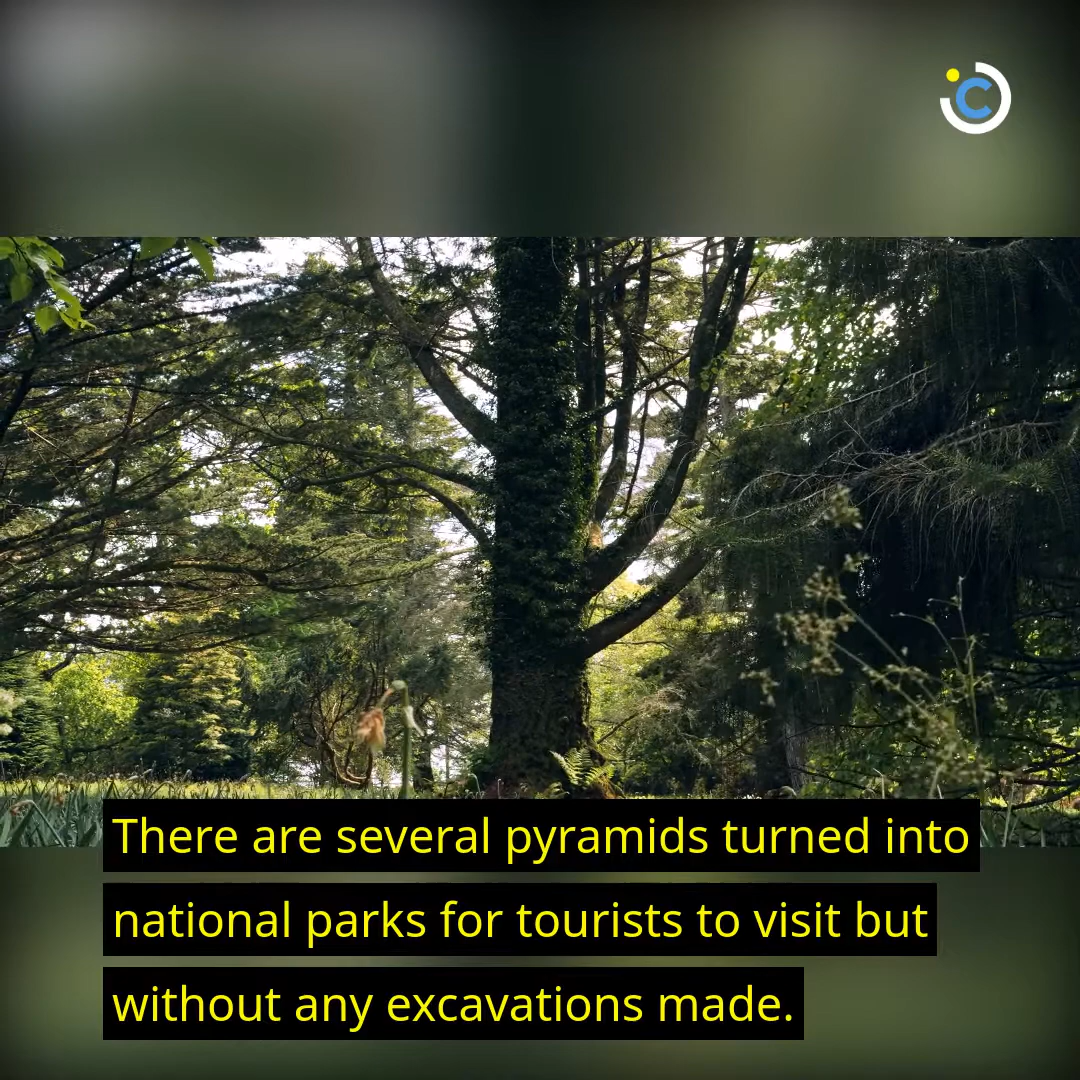 C
There are several pyramids turned into
national parks for tourists to visit but
without any excavations made.